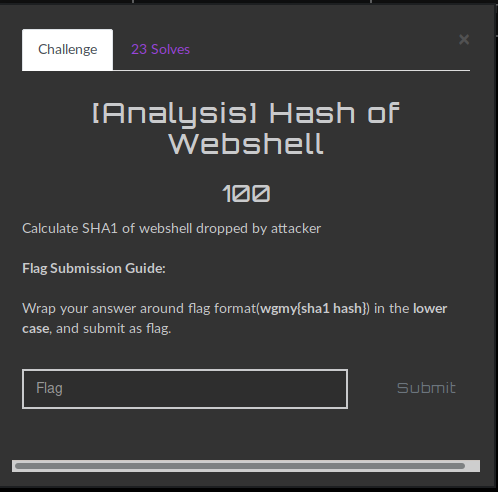 Challenge
23 Solves
×
[Analysis] Hash of
Webshell
100
Calculate SHA1 of webshell dropped by attacker
Flag Submission Guide:
Wrap your answer around flag format(wgmy{sha1 hash}) in the lower
case, and submit as flag.
Flag
Submit